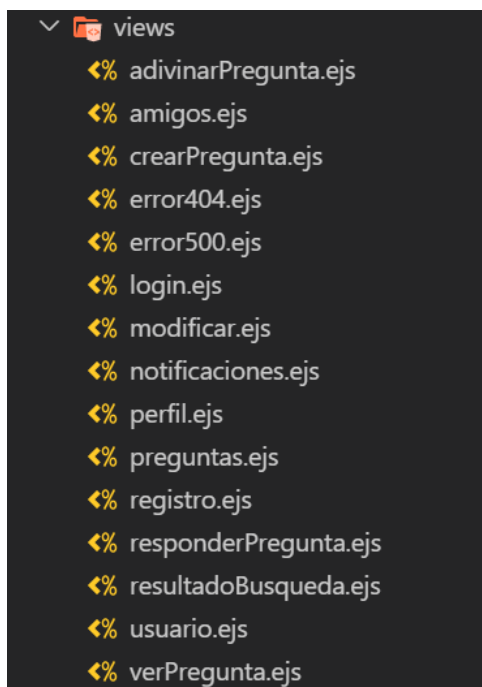 views
adivinarPregunta.ejs
amigos.ejs
crearPregunta.ejs
error404.ejs
error500.ejs
login.ejs
modificar.ejs
notificaciones.ejs
perfil.ejs
preguntas.ejs
registro.ejs
responderPregunta.ejs
resultadoBusqueda.ejs
usuario.ejs
verPregunta.ejs